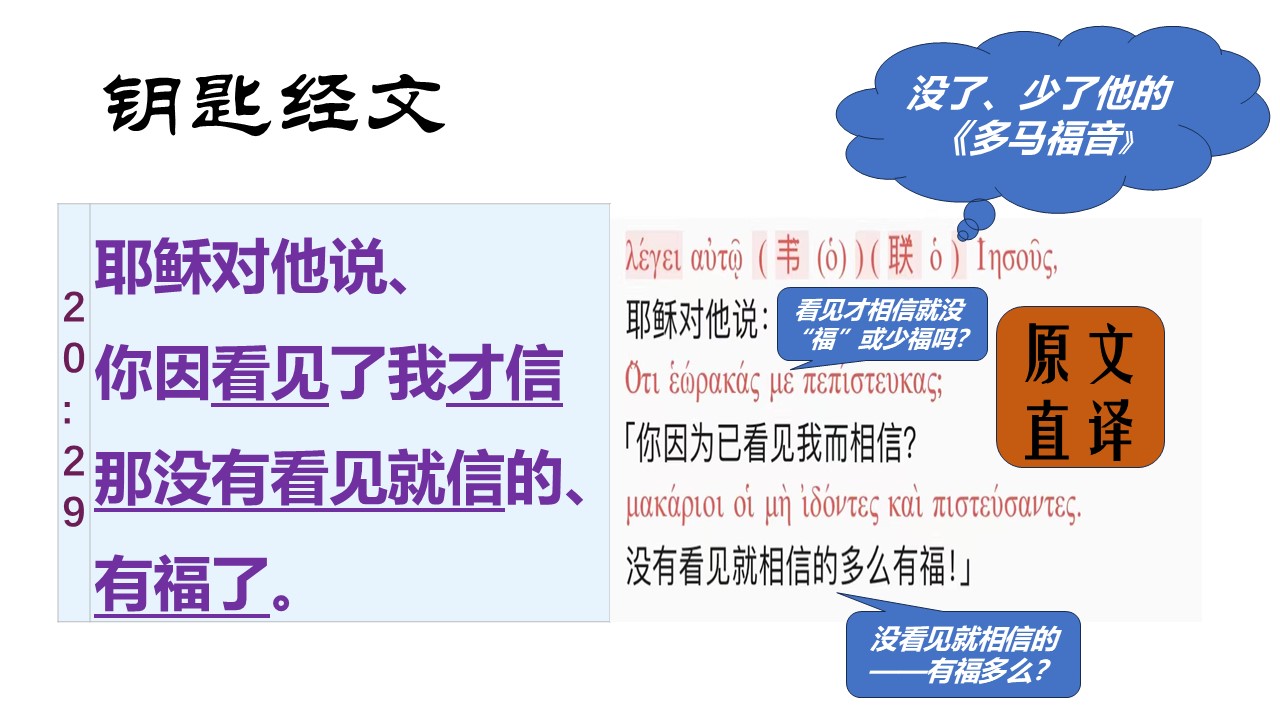 钥匙经文
没了、少了他的
《多马福音》
20:29
耶稣对他说、
你因看见了我才信
那没有看见就信的、
有福了。
λέγει αὐτῷ (韦(ὁ))(联 ὁ) Ἰησοῦς,
耶稣对他说：
看见才相信就没
“福”或少福吗？
Ὅτι ἑώρακάς με πεπίστευκας;
「你因为已看见我而相信？
μακάριοι οἱ μὴ ἰδόντες καὶ πιστεύσαντες.
没有看见就相信的多么有福！」
原文
直译
没看见就相信的
——有福多么？